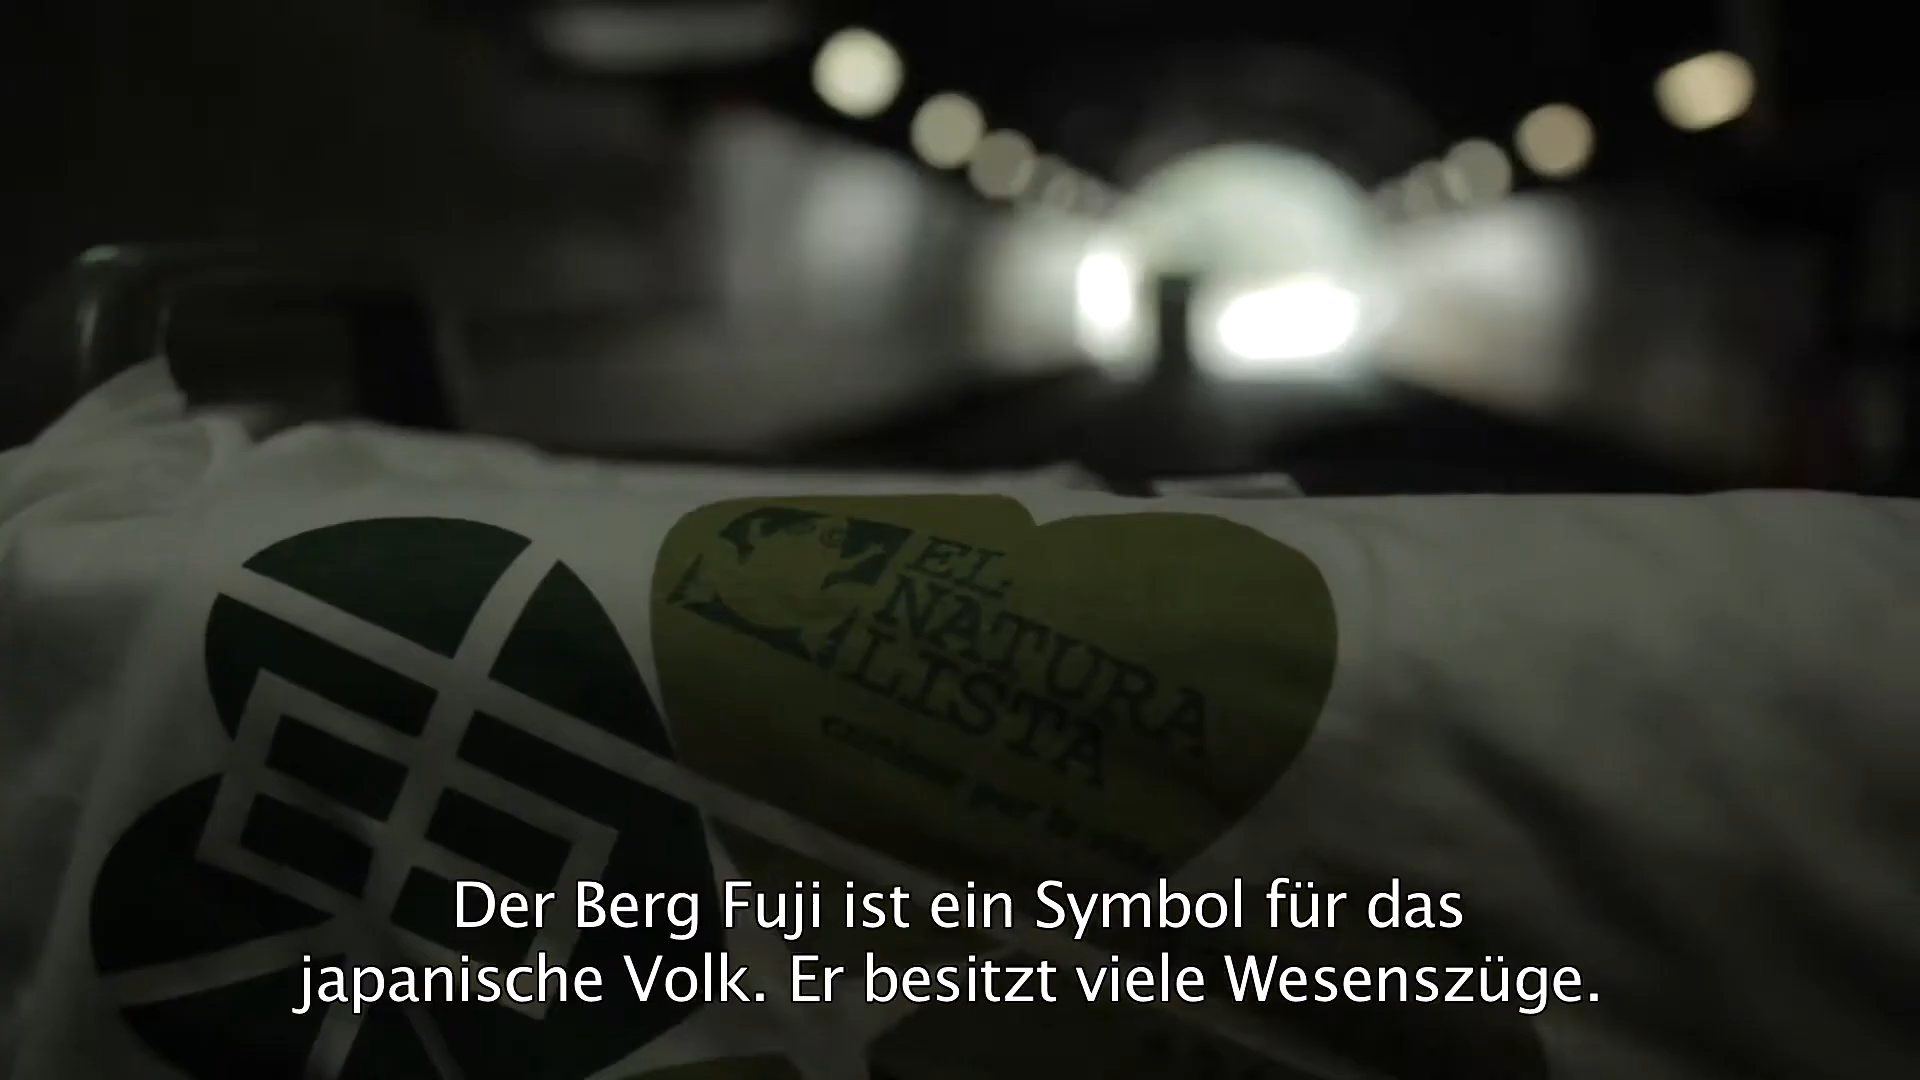 EL
NATURA
LISTA
Der Berg Fuji ist ein Symbol für das
japanische Volk. Er besitzt viele Wesenszüge.